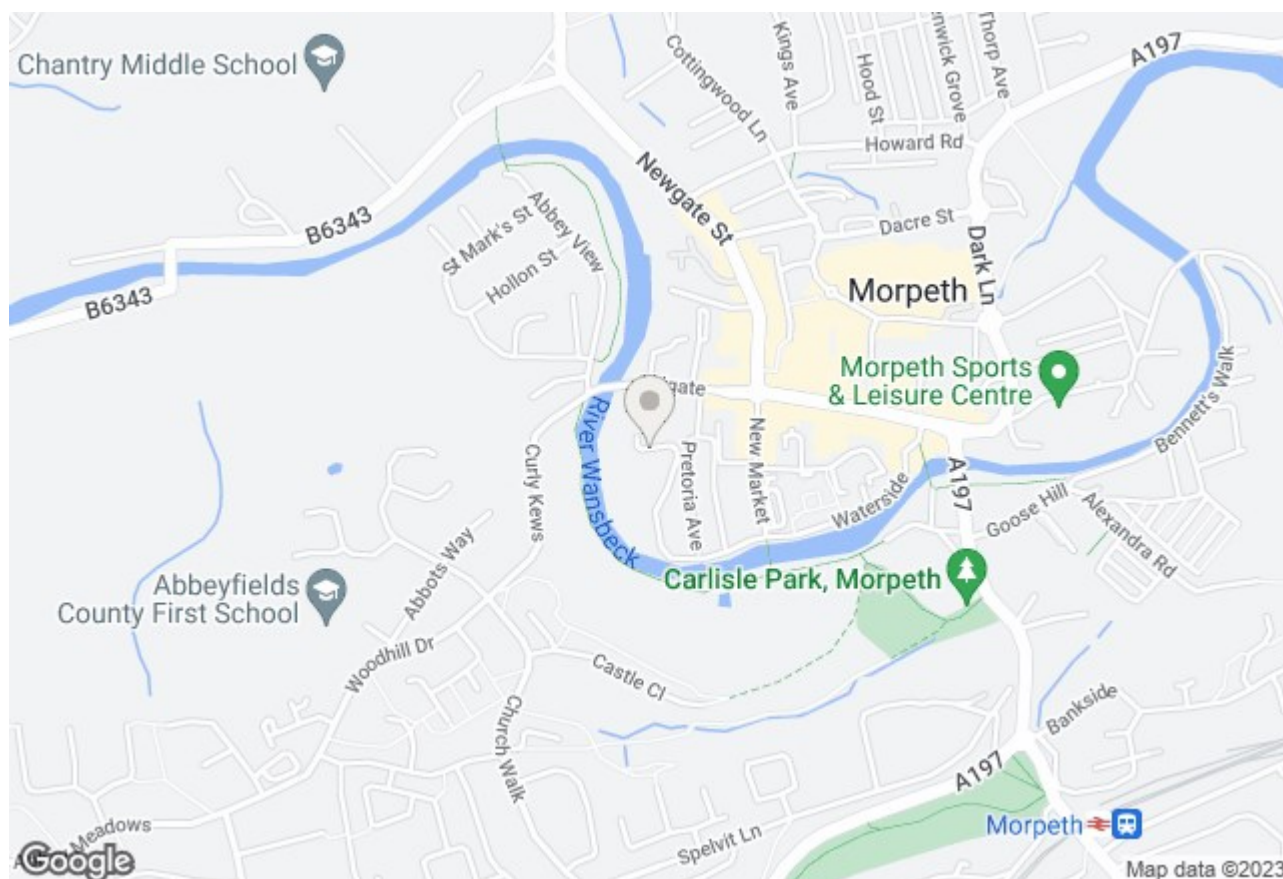 Chantry Middle School
Cottingwood Ln
Kings Ave
Hood St
enwick Grove
Thorp Ave
A197
Howard Rd
Newgate St
B6343
St Mark's St
Abbey View
Hollon St
Dacre St
Dark Ln
B6343
Morpeth
Morpeth Sports
& Leisure Centre
gate
River Wansbeck
Curly Kews
Pretoria Ave
New Market
Waterside
A197
Bennett's Walk
Goose Hill
Alexandra Rd
Abbeyfields
County First School
Abbots Way
Carlisle Park, Morpeth
Woodhill Dr
Castle Cl
Church Walk
Bankside
A197
Meadows
Spelvit Ln
Morpeth
Google
Map data ©2023